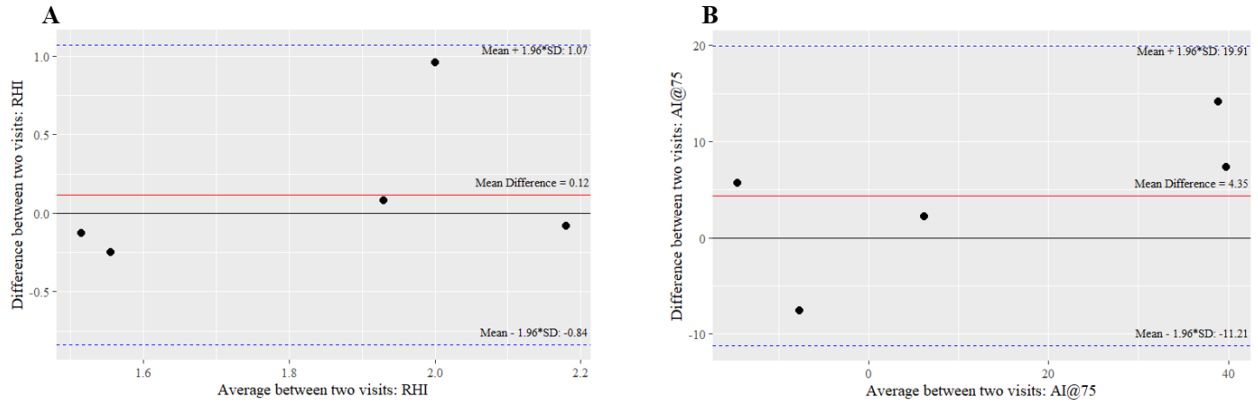 A
Difference between two visits: RHI
1.0
0.5
0.0
-0.5
Mean + 1.96*SD: 1.07
Mean Difference = 0.12
Mean - 1.96*SD: -0.84
1.6
1.8
2.0
2.2
Average between two visits: RHI
B
Difference between two visits: AI@75
20
10
0
-10
Mean + 1.96*SD: 19.91
Mean Difference = 4.35
Mean - 1.96*SD: -11.21
0
20
40
Average between two visits: AI@75